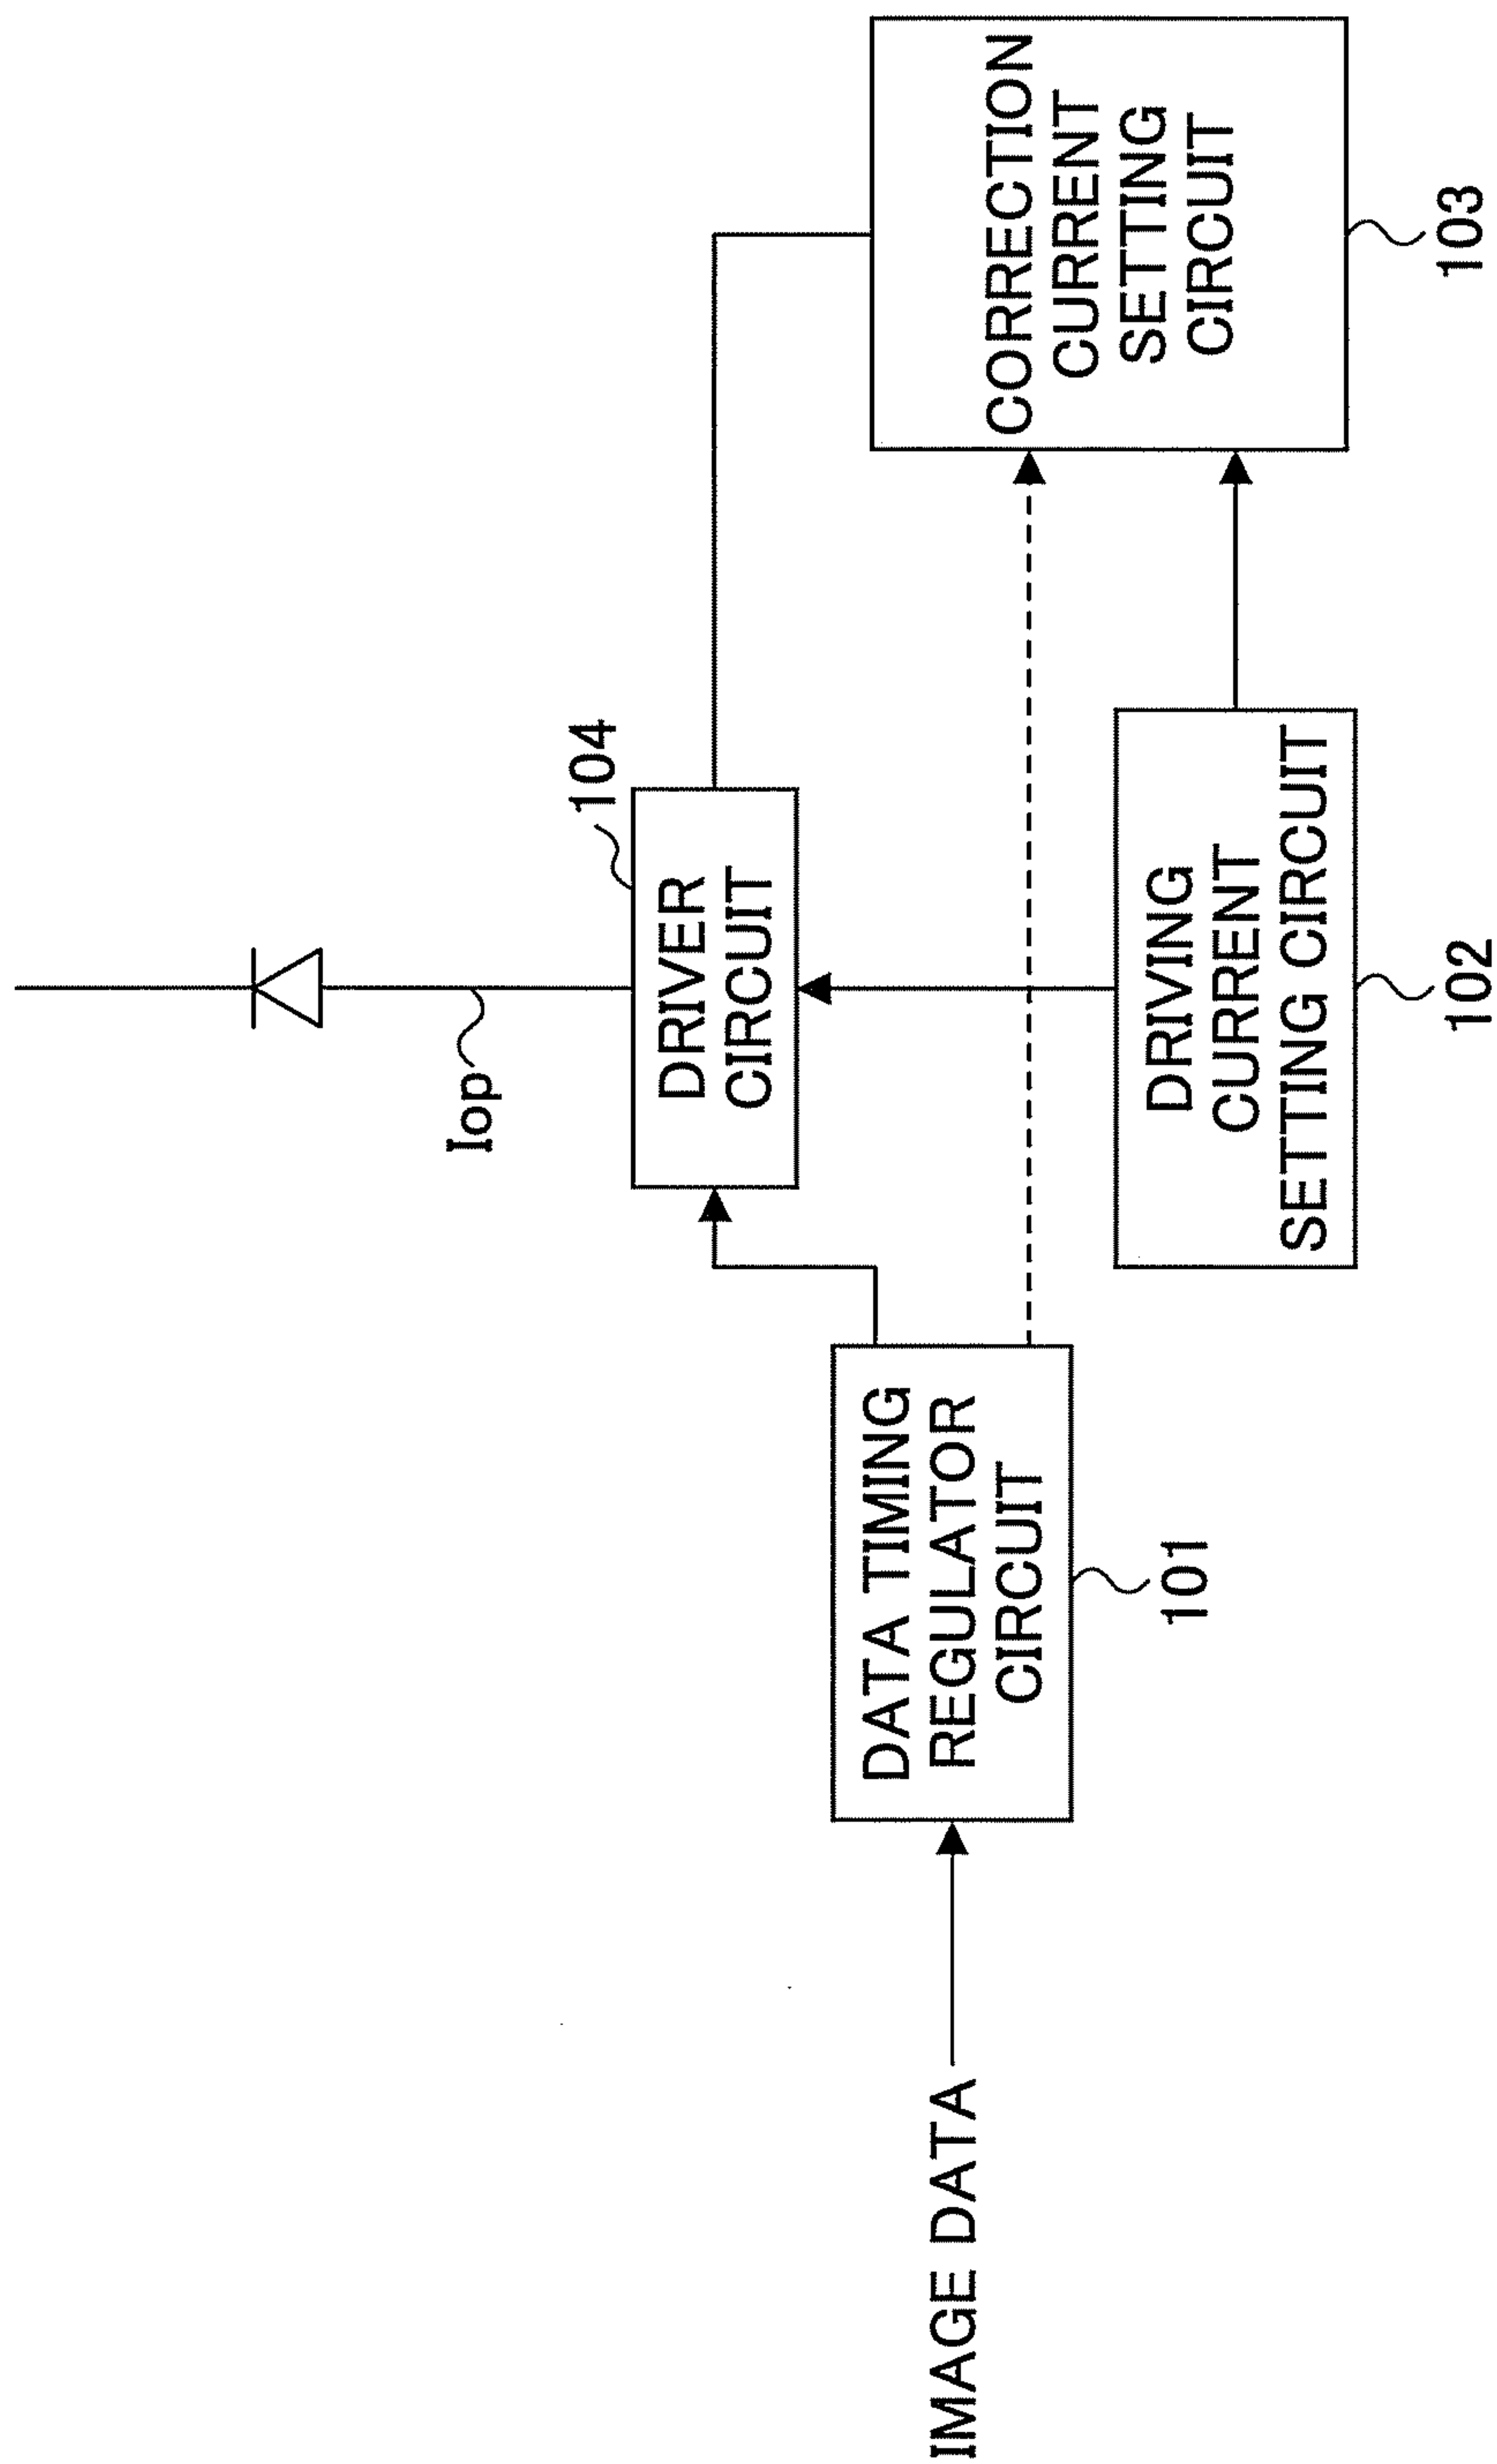 Iop
DRIVER
CIRCUIT
104
IMAGE DATA
DATA TIMING
REGULATOR
CIRCUIT
101
DRIVING
CURRENT
SETTING CIRCUIT
102
CORRECTION
CURRENT
SETTING
CIRCUIT
103